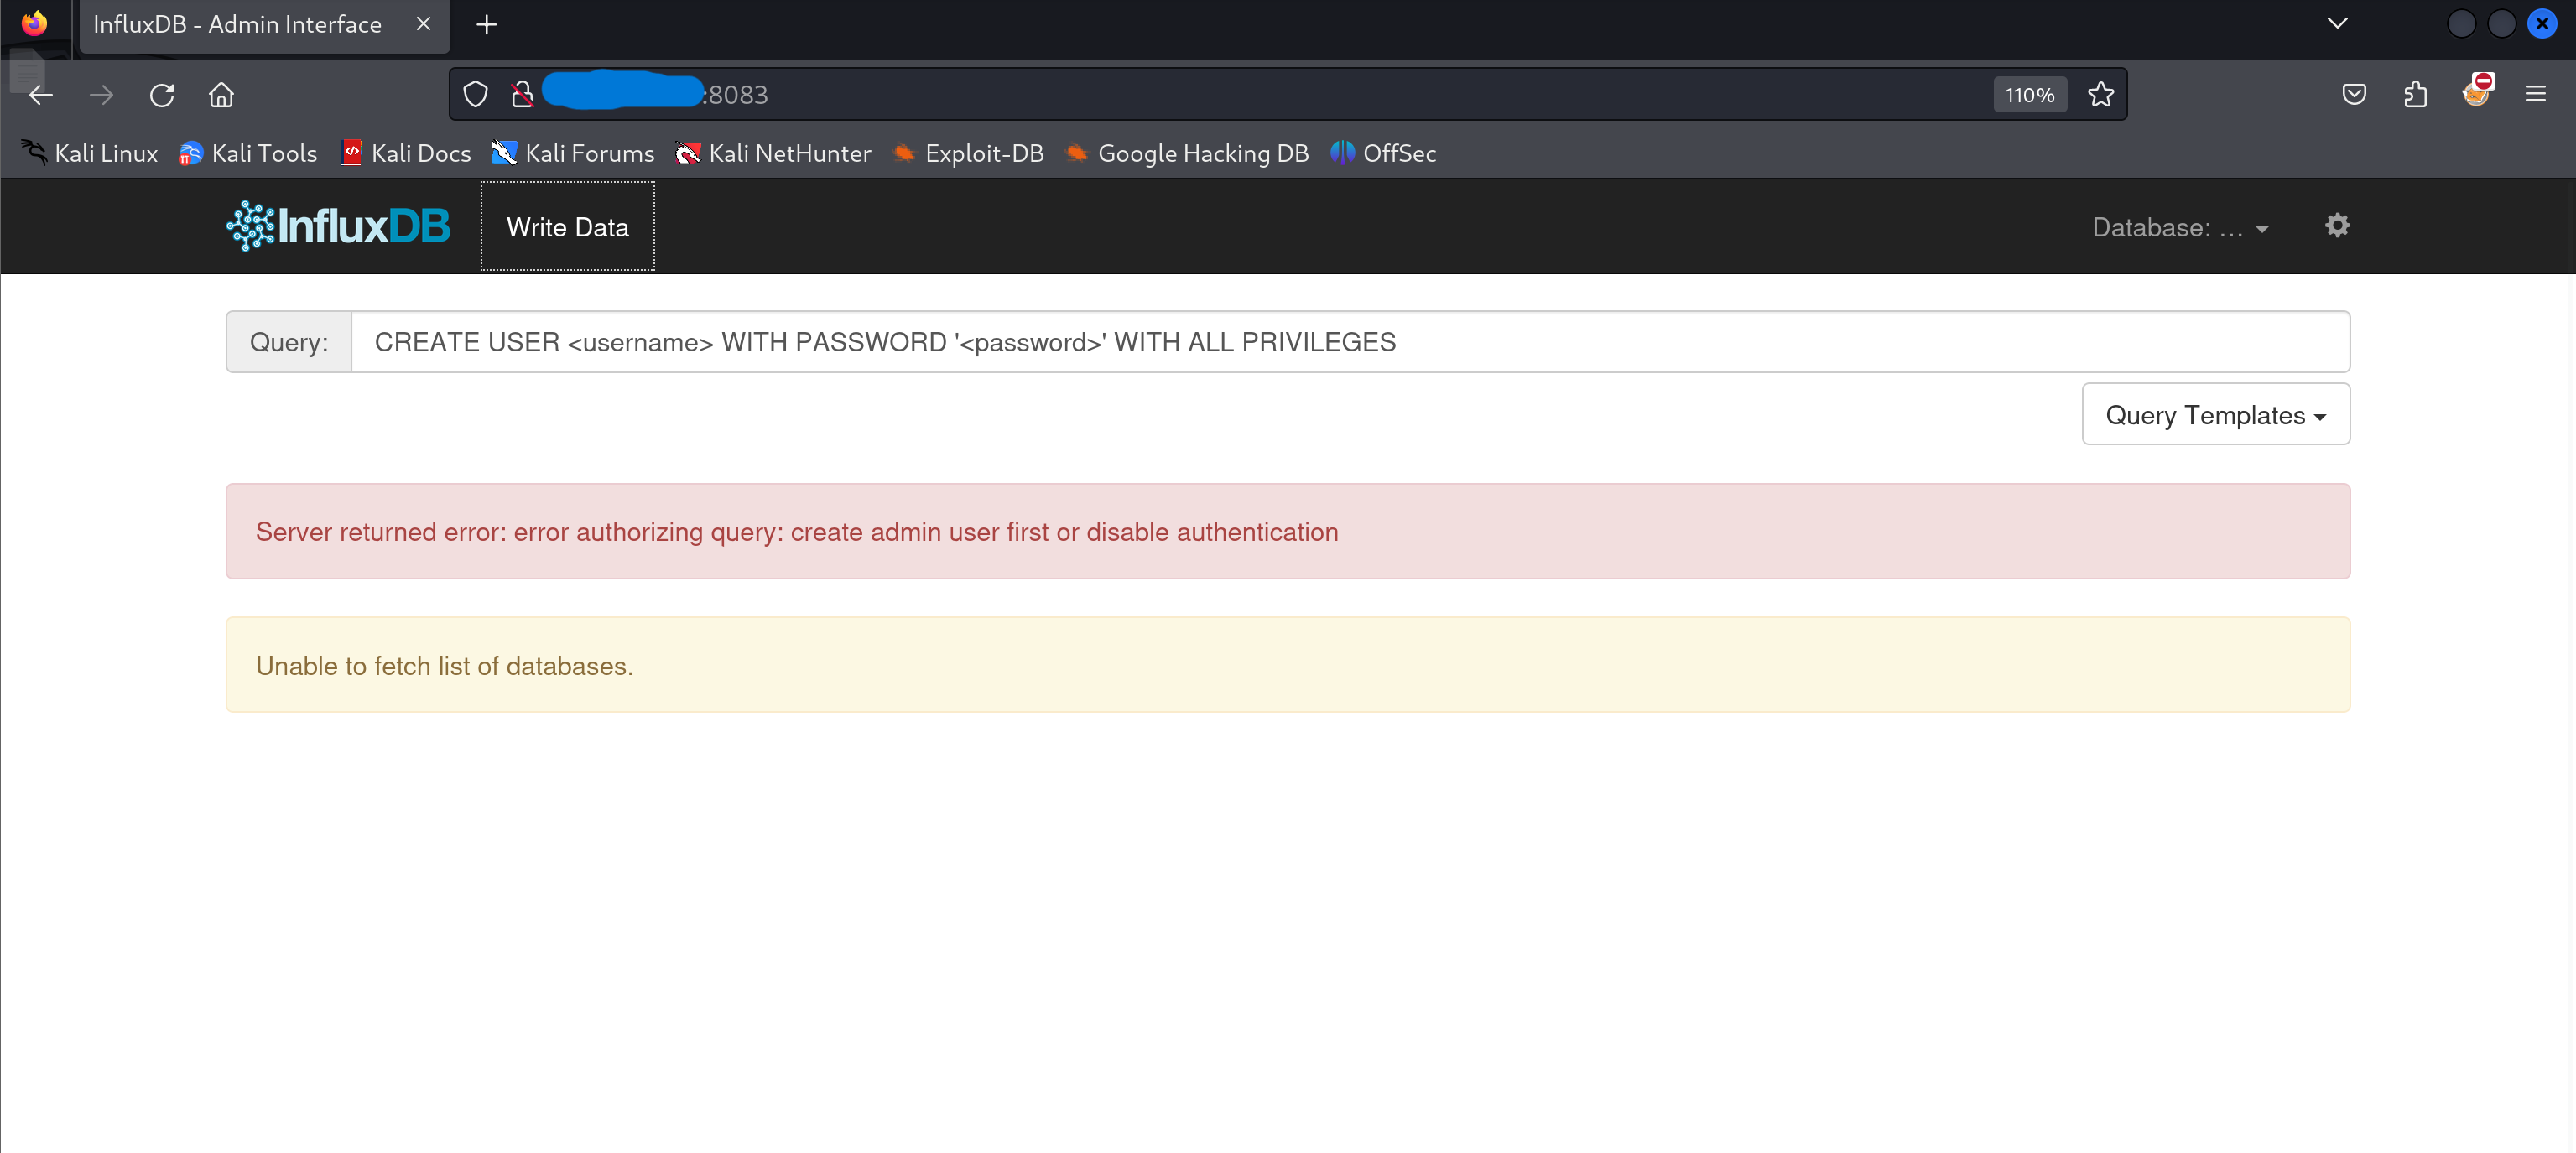 InfluxDB - Admin Interface
:8083
110%
Kali Linux Kali Tools Kali Docs Kali Forums Kali NetHunter Exploit-DB Google Hacking DB OffSec
InfluxDB Write Data Database: ...
Query: CREATE USER <username> WITH PASSWORD '<password>' WITH ALL PRIVILEGES
Query Templates
Server returned error: error authorizing query: create admin user first or disable authentication
Unable to fetch list of databases.